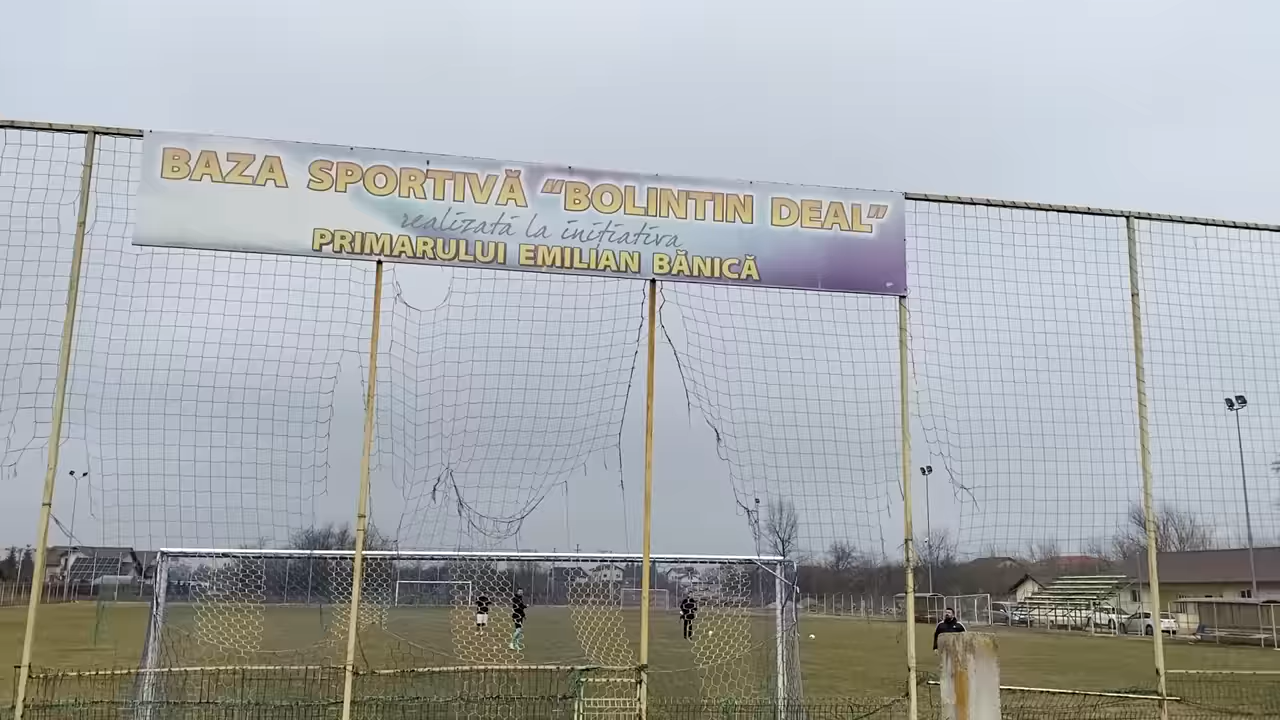 BAZA SPORTIVĂ “BOLINTIN DEAL”
realizată la inițiativa
PRIMARULUI EMILIAN BĂNICĂ